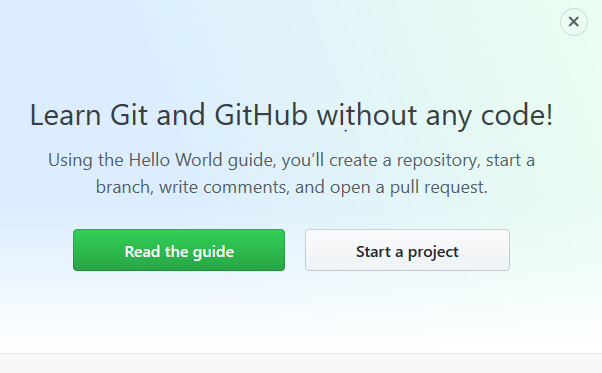 Learn Git and GitHub without any code!
Using the Hello World guide, you’ll create a repository, start a
branch, write comments, and open a pull request.
Read the guide
Start a project